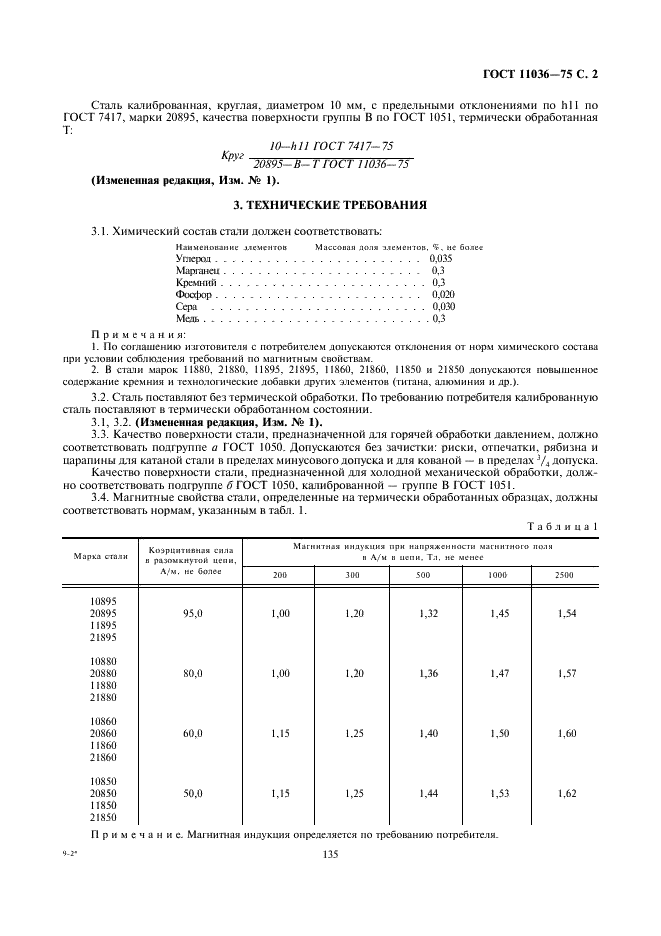 ГОСТ 11036—75 С. 2
Сталь калиброванная, круглая, диаметром 10 мм, с предельными отклонениями по h11 по
ГОСТ 7417, марки 20895, качества поверхности группы В по ГОСТ 1051, термически обработанная
Т:
Круг 10—h11 ГОСТ 7417—75
20895—В—Т ГОСТ 11036—75
(Измененная редакция, Изм. № 1).
3. ТЕХНИЧЕСКИЕ ТРЕБОВАНИЯ
3.1. Химический состав стали должен соответствовать:
Наименование элементов Массовая доля элементов, %, не более
Углерод . . . . . . . . . . . . . . . . . . . . . . . . 0,035
Марганец . . . . . . . . . . . . . . . . . . . . . . . 0,3
Кремний . . . . . . . . . . . . . . . . . . . . . . . . 0,3
Фосфор . . . . . . . . . . . . . . . . . . . . . . . . 0,020
Сера . . . . . . . . . . . . . . . . . . . . . . . . . 0,030
Медь . . . . . . . . . . . . . . . . . . . . . . . . . 0,3
Примечания:
1. По соглашению изготовителя с потребителем допускаются отклонения от норм химического состава
при условии соблюдения требований по магнитным свойствам.
2. В стали марок 11880, 21880, 11895, 21895, 11860, 21860, 11850 и 21850 допускаются повышенное
содержание кремния и технологические добавки других элементов (титана, алюминия и др.).
3.2. Сталь поставляют без термической обработки. По требованию потребителя калиброванную
сталь поставляют в термически обработанном состоянии.
3.1, 3.2. (Измененная редакция, Изм. № 1).
3.3. Качество поверхности стали, предназначенной для горячей обработки давлением, должно
соответствовать подгруппе а ГОСТ 1050. Допускаются без зачистки: риски, отпечатки, рябизна и
царапины для катаной стали в пределах минусового допуска и для кованой — в пределах 3/4 допуска.
Качество поверхности стали, предназначенной для холодной механической обработки, долж-
но соответствовать подгруппе б ГОСТ 1050, калиброванной — группе В ГОСТ 1051.
3.4. Магнитные свойства стали, определенные на термически обработанных образцах, должны
соответствовать нормам, указанным в табл. 1.
Таблица 1
Марка стали
Коэрцитивная сила
в разомкнутой цепи,
А/м, не более
Магнитная индукция при напряженности магнитного поля
в А/м в цепи, Тл, не менее
200 300 500 1000 2500
10895
20895 95,0 1,00 1,20 1,32 1,45 1,54
11895
21895
10880
20880 80,0 1,00 1,20 1,36 1,47 1,57
11880
21880
10860
20860 60,0 1,15 1,25 1,40 1,50 1,60
11860
21860
10850
20850 50,0 1,15 1,25 1,44 1,53 1,62
11850
21850
Примечание. Магнитная индукция определяется по требованию потребителя.
9-2*
135